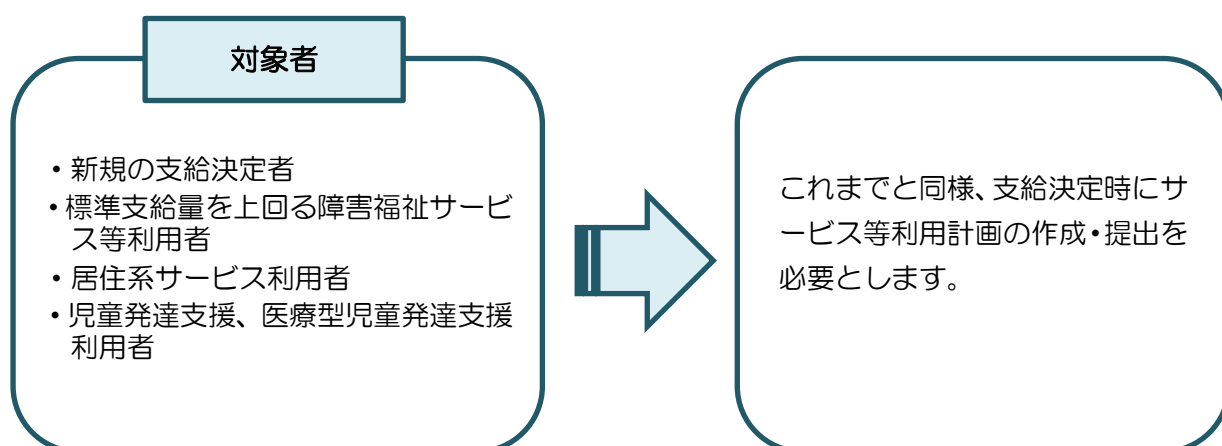 対象者
・新規の支給決定者
・標準支給量を上回る障害福祉サービ
ス等利用者
・居住系サービス利用者
・児童発達支援、医療型児童発達支援
利用者
これまでと同様、支給決定時にサ
ービス等利用計画の作成・提出を
必要とします。